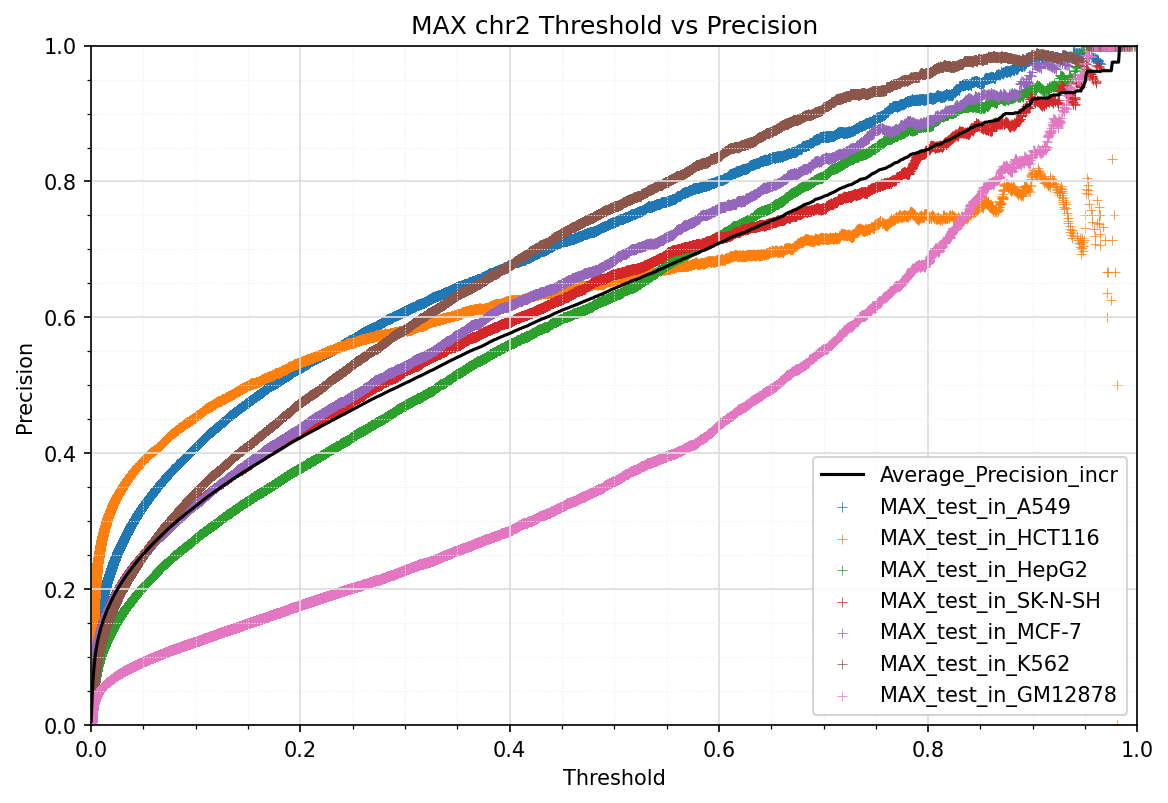 MAX chr2 Threshold vs Precision
1.0
0.8
0.6
0.4
0.2
0.0
Precision
Average_Precision_incr
MAX_test_in_A549
MAX_test_in_HCT116
MAX_test_in_HepG2
MAX_test_in_SK-N-SH
MAX_test_in_MCF-7
MAX_test_in_K562
MAX_test_in_GM12878
0.0 0.2 0.4 0.6 0.8 1.0
Threshold